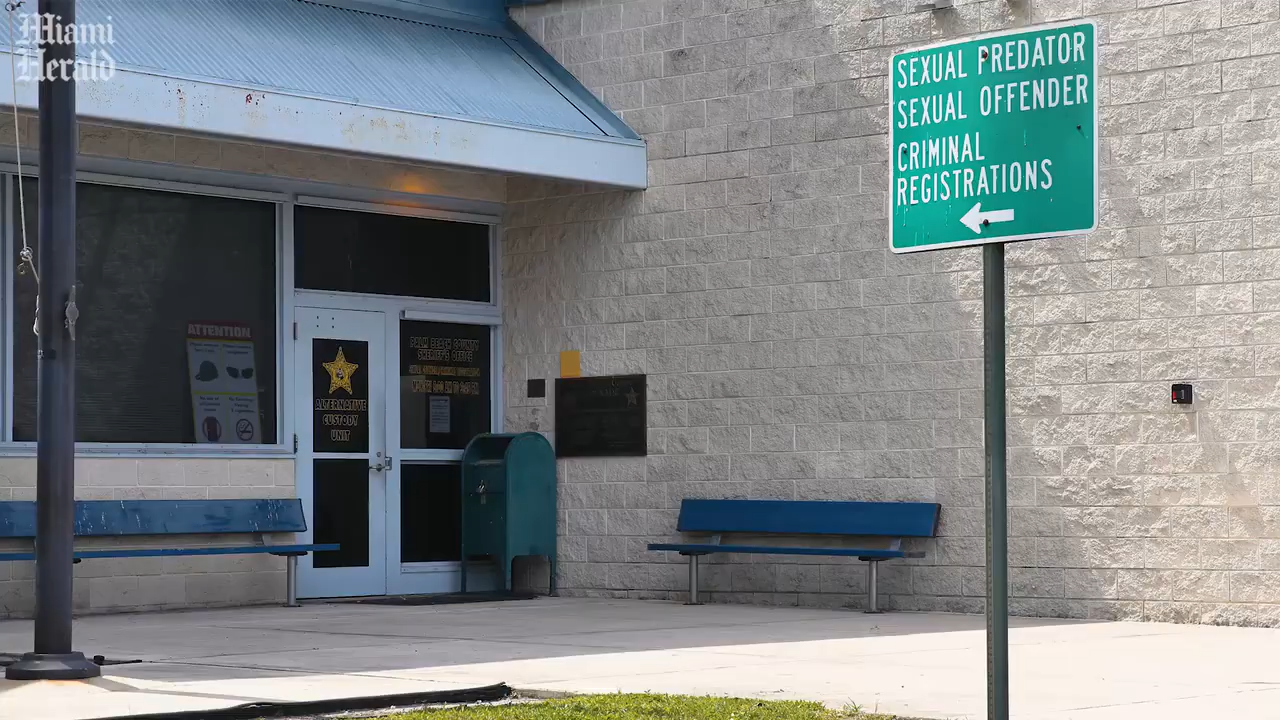 Miami
Herald
SEXUAL PREDATOR
SEXUAL OFFENDER
CRIMINAL
REGISTRATIONS
ATTENTION
ALTERNATIVE
CUSTODY
UNIT
PALM BEACH COUNTY
SHERIFF'S OFFICE